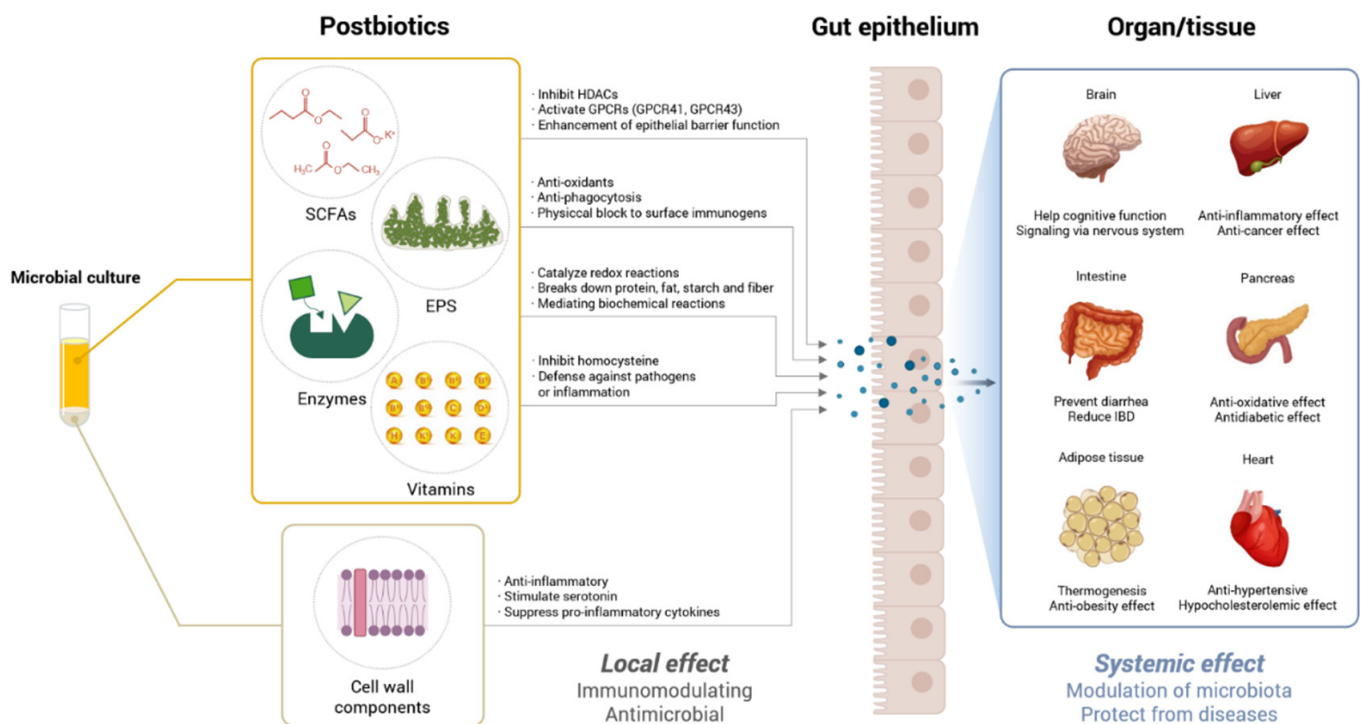 Postbiotics
Gut epithelium
Organ/tissue
Microbial culture
O
O
O
O⁻K⁺
O
H₃C
O
CH₃
SCFAs
EPS
Enzymes
A
C
H
K
E
Vitamins
Cell wall
components
· Inhibit HDACs
· Activate GPCRs (GPCR41, GPCR43)
· Enhancement of epithelial barrier function
· Anti-oxidants
· Anti-phagocytosis
· Physiccal block to surface immunogens
· Catalyze redox reactions
· Breaks down protein, fat, starch and fiber
· Mediating biochemical reactions
· Inhibit homocysteine
· Defense against pathogens
or inflammation
· Anti-inflammatory
· Stimulate serotonin
· Suppress pro-inflammatory cytokines
Local effect
Immunomodulating
Antimicrobial
Brain
Liver
Help cognitive function
Signaling via nervous system
Anti-inflammatory effect
Anti-cancer effect
Intestine
Pancreas
Prevent diarrhea
Reduce IBD
Anti-oxidative effect
Antidiabetic effect
Adipose tissue
Heart
Thermogenesis
Anti-obesity effect
Anti-hypertensive
Hypocholesterolemic effect
Systemic effect
Modulation of microbiota
Protect from diseases